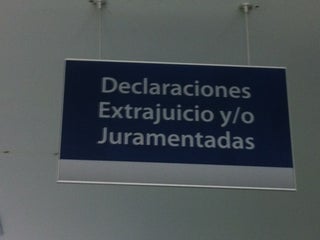 Declaraciones
Extrajuicio y/o
Juramentadas